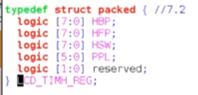 typedef struct packed { //7.2
logic [7:0] HBP;
logic [7:0] HFP;
logic [7:0] HSW;
logic [5:0] PPL;
logic [1:0] reserved;
} LCD_TIMH_REG;